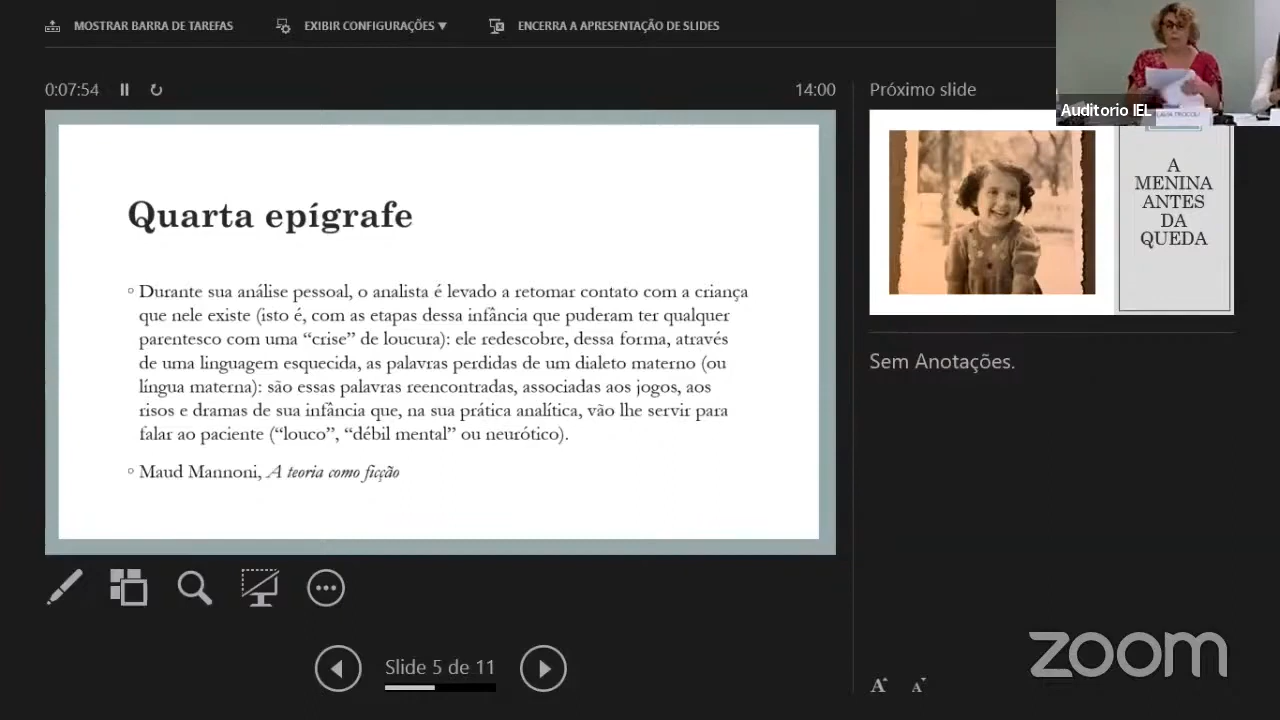 MOSTRAR BARRA DE TAREFAS
EXIBIR CONFIGURAÇÕES ▼
ENCERRA A APRESENTAÇÃO DE SLIDES
0:07:54
14:00
Próximo slide
Auditorio IEL
Quarta epígrafe
Durante sua análise pessoal, o analista é levado a retomar contato com a criança
que nele existe (isto é, com as etapas dessa infância que puderam ter qualquer
parentesco com uma “crise” de loucura): ele redescobre, dessa forma, através
de uma linguagem esquecida, as palavras perdidas de um dialeto materno (ou
língua materna): são essas palavras reencontradas, associadas aos jogos, aos
risos e dramas de sua infância que, na sua prática analítica, vão lhe servir para
falar ao paciente (“louco”, “débil mental” ou neurótico).
Maud Mannoni, A teoria como ficção
A
MENINA
ANTES
DA
QUEDA
Sem Anotações.
Slide 5 de 11
zoom
A A